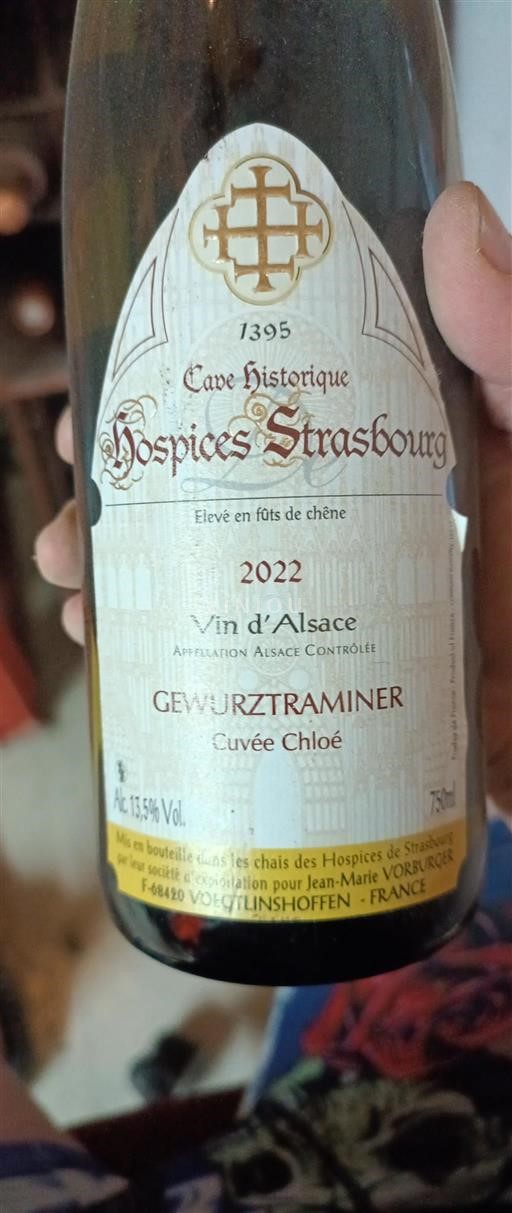 1395
Cave Historique
Hospices Strasbourg
Elevé en fûts de chêne
2022
Vin d'Alsace
APPELLATION ALSACE CONTRÔLÉE
GEWURZTRAMINER
Cuvée Chloé
Alc. 13,5% Vol.
750ml
Mis en bouteille dans les chais des Hospices de Strasbourg
par leur société d'exploitation pour Jean-Marie VORBURGER
F-68420 VOEGTLINSHOFFEN - FRANCE